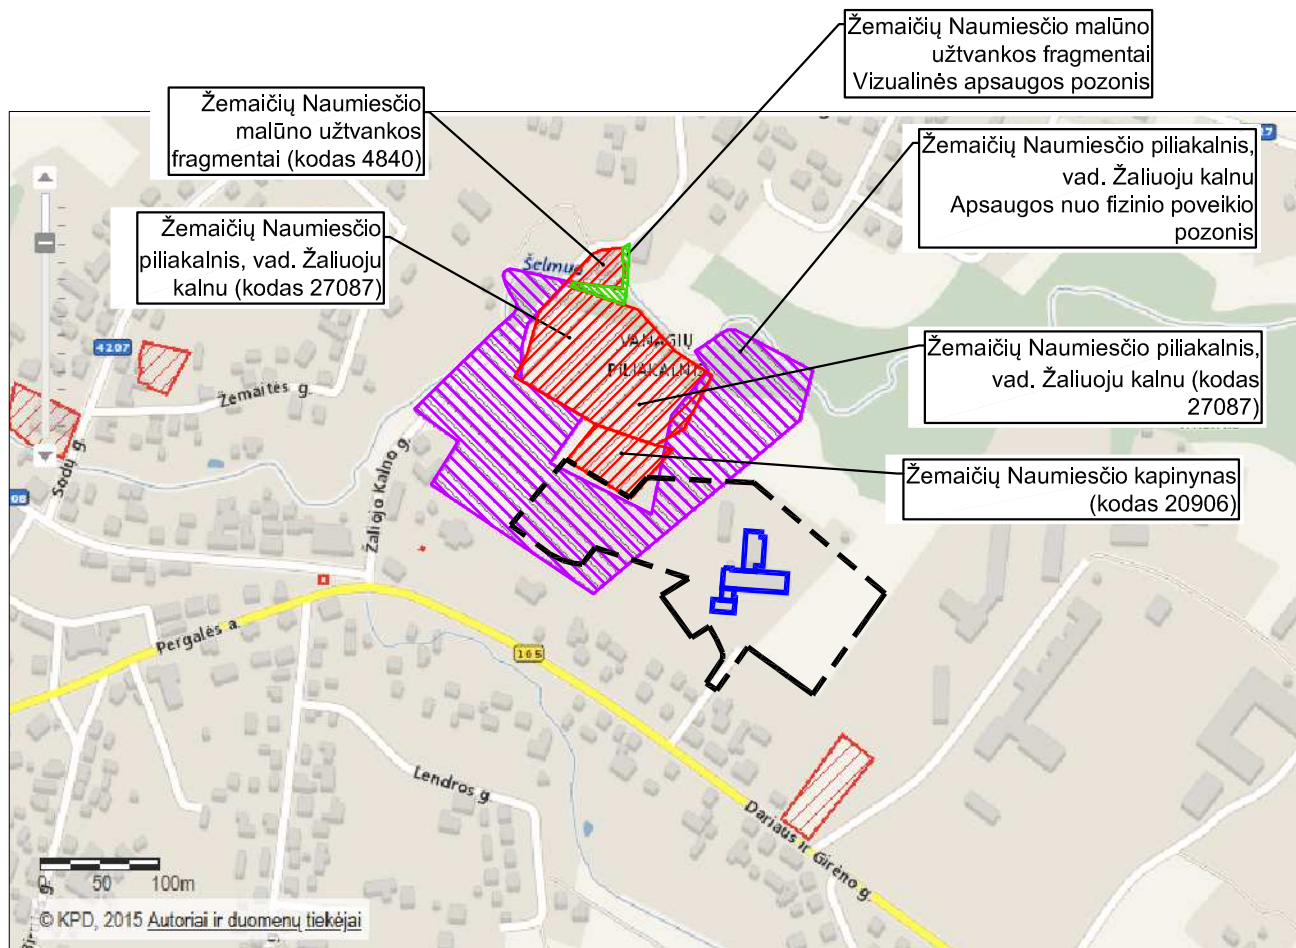 Žemaičių Naumiesčio malūno
užtvankos fragmentai
Vizualinės apsaugos pozonis
Žemaičių Naumiesčio
malūno užtvankos
fragmentai (kodas 4840)
Žemaičių Naumiesčio piliakalnis,
vad. Žaliuoju kalnu
Apsaugos nuo fizinio poveikio
pozonis
Žemaičių Naumiesčio
piliakalnis, vad. Žaliuoju
kalnu (kodas 27087)
Šelmuo
VANAGIŲ
PILIAKALNIS
4207
Žemaičių Naumiesčio piliakalnis,
vad. Žaliuoju kalnu (kodas
27087)
Žemaitės g.
Sodų g.
Žaliojo Kalno g.
Žemaičių Naumiesčio kapinynas
(kodas 20906)
08
Pergalės a.
165
Lendros g.
Dariaus ir Girėno g.
0 50 100m
© KPD, 2015 Autoriai ir duomenų tiekėjai